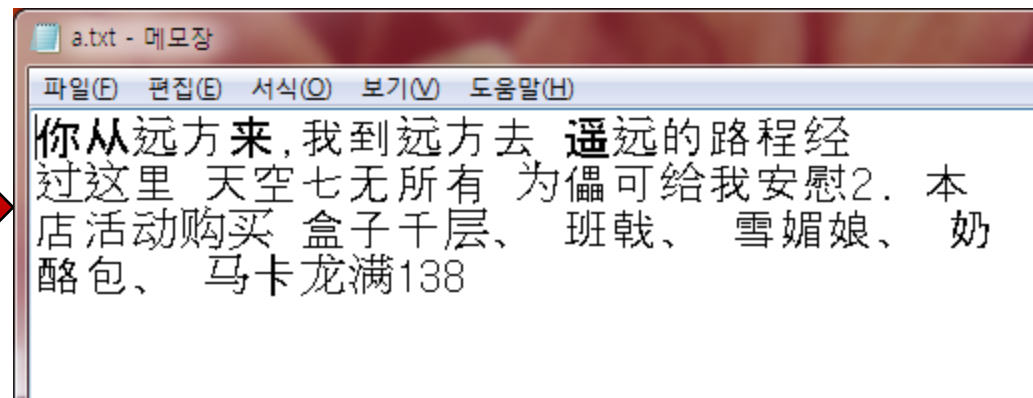 a.txt - 메모장
파일(F) 편집(E) 서식(O) 보기(V) 도움말(H)
你从远方来,我到远方去 遥远的路程经
过这里 天空七无所有 为儡可给我安慰2. 本
店活动购买 盒子千层、 班戟、 雪媚娘、 奶
酪包、 马卡龙满138